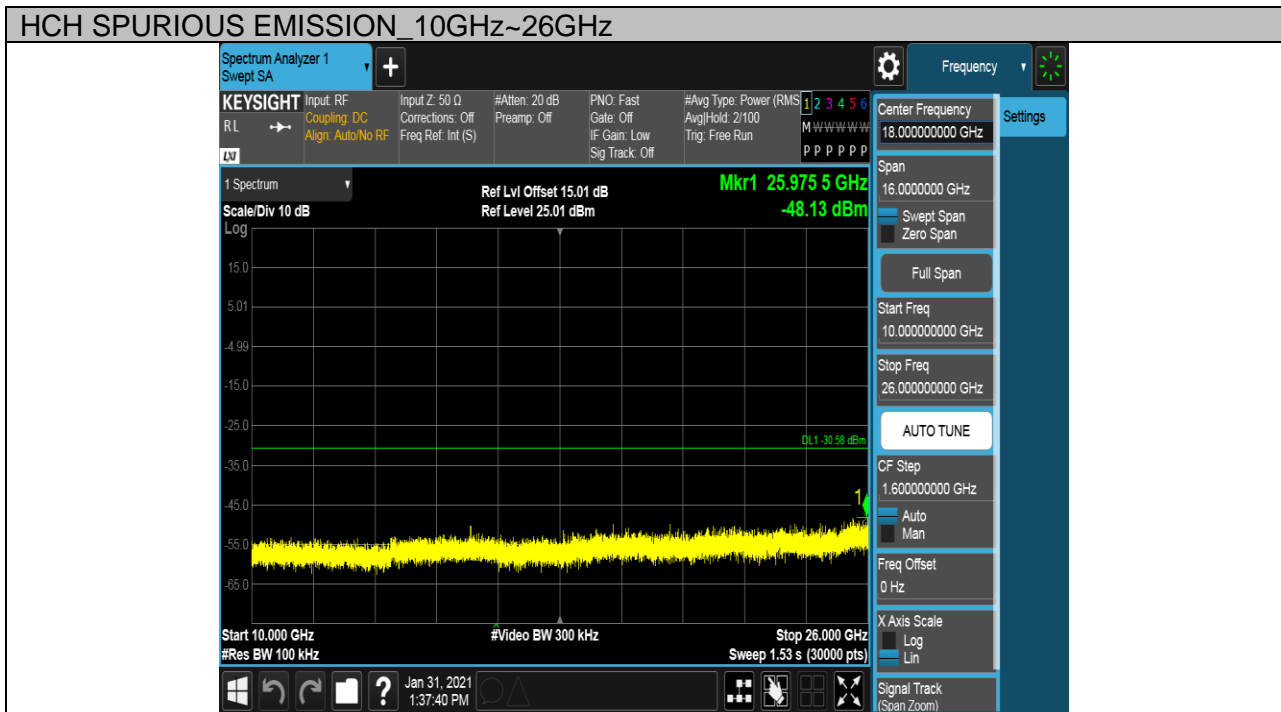 HCH SPURIOUS EMISSION_10GHz~26GHz
Spectrum Analyzer 1
Swept SA
Frequency
KEYSIGHT
RL
LXI
Input: RF
Coupling: DC
Align: Auto/No RF
Input Z: 50 Ω
Corrections: Off
Freq Ref: Int (S)
#Atten: 20 dB
Preamp: Off
PNO: Fast
Gate: Off
IF Gain: Low
Sig Track: Off
#Avg Type: Power (RMS
Avg|Hold: 2/100
Trig: Free Run
1 2 3 4 5 6
M W W W W W
P P P P P P
Center Frequency
18.000000000 GHz
Settings
Span
16.0000000 GHz
Swept Span
Zero Span
Full Span
Start Freq
10.000000000 GHz
Stop Freq
26.000000000 GHz
AUTO TUNE
CF Step
1.600000000 GHz
Auto
Man
Freq Offset
0 Hz
X Axis Scale
Log
Lin
Signal Track
(Span Zoom)
1 Spectrum
Scale/Div 10 dB
Log
Ref Lvl Offset 15.01 dB
Ref Level 25.01 dBm
Mkr1 25.975 5 GHz
-48.13 dBm
15.0
5.01
-4.99
-15.0
-25.0
DL1 -30.58 dBm
-35.0
1
-45.0
-55.0
-65.0
Start 10.000 GHz
#Video BW 300 kHz
Stop 26.000 GHz
#Res BW 100 kHz
Sweep 1.53 s (30000 pts)
?
Jan 31, 2021
1:37:40 PM